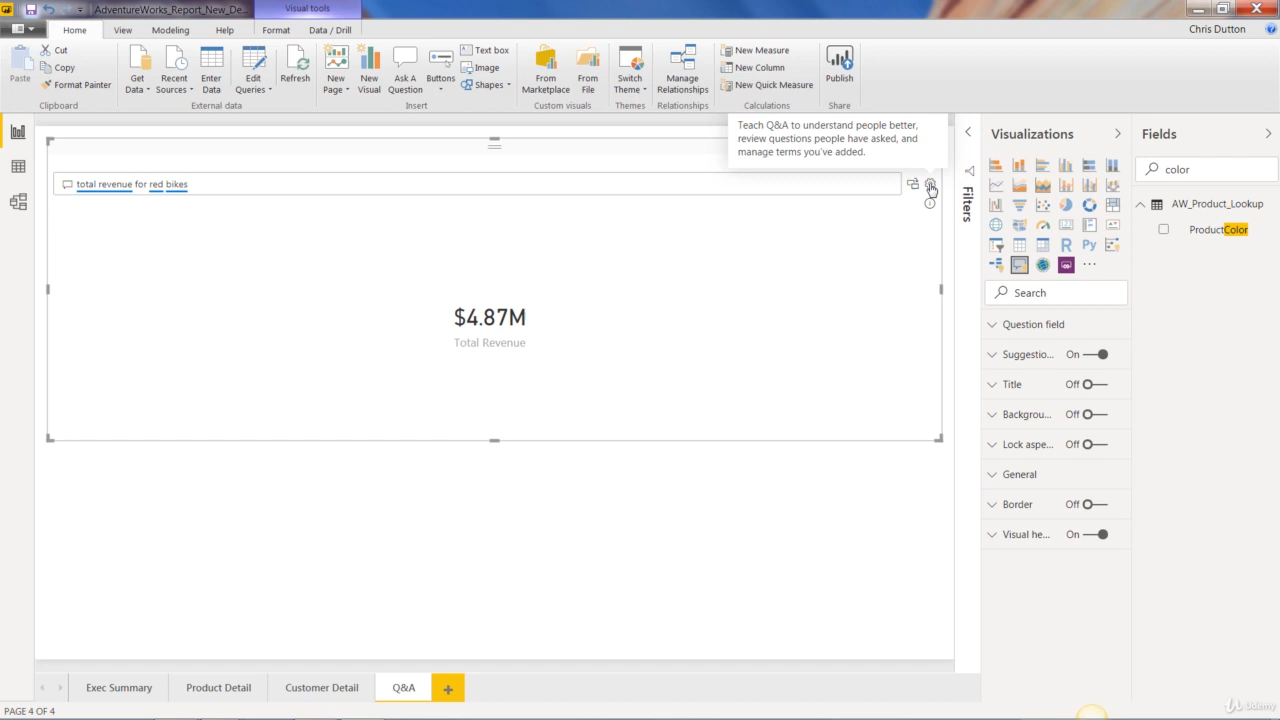 AdventureWorks_Report_New_De...
Visual tools
Home
View
Modeling
Help
Format
Data / Drill
Chris Dutton
Paste
Cut
Copy
Format Painter
Clipboard
Get Data
Recent Sources
Enter Data
Edit Queries
External data
Refresh
New Page
New Visual
Ask A Question
Buttons
Text box
Image
Shapes
Insert
From Marketplace
From File
Custom visuals
Switch Theme
Themes
Manage Relationships
Relationships
New Measure
New Column
New Quick Measure
Calculations
Publish
Share
Teach Q&A to understand people better,
review questions people have asked, and
manage terms you've added.
total revenue for red bikes
$4.87M
Total Revenue
Filters
Visualizations
R
Py
Search
Question field
Suggestio... On
Title Off
Backgrou... Off
Lock aspe... Off
General
Border Off
Visual he... On
Fields
color
AW_Product_Lookup
ProductColor
Exec Summary
Product Detail
Customer Detail
Q&A
PAGE 4 OF 4
Udemy